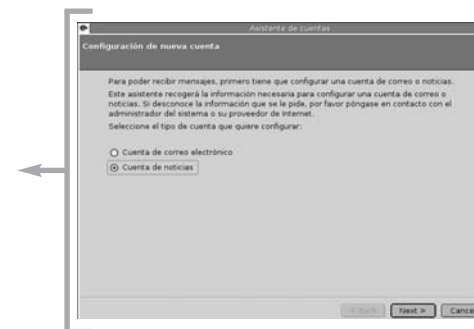 Asistente de cuentas
Configuración de nueva cuenta
Para poder recibir mensajes, primero tiene que configurar una cuenta de correo o noticias.
Este asistente recogerá la información necesaria para configurar una cuenta de correo o
noticias. Si desconoce la información que se le pide, por favor póngase en contacto con el
administrador del sistema o su proveedor de Internet.
Seleccione el tipo de cuenta que quiere configurar:
Cuenta de correo electrónico
Cuenta de noticias
< Back Next > Cance